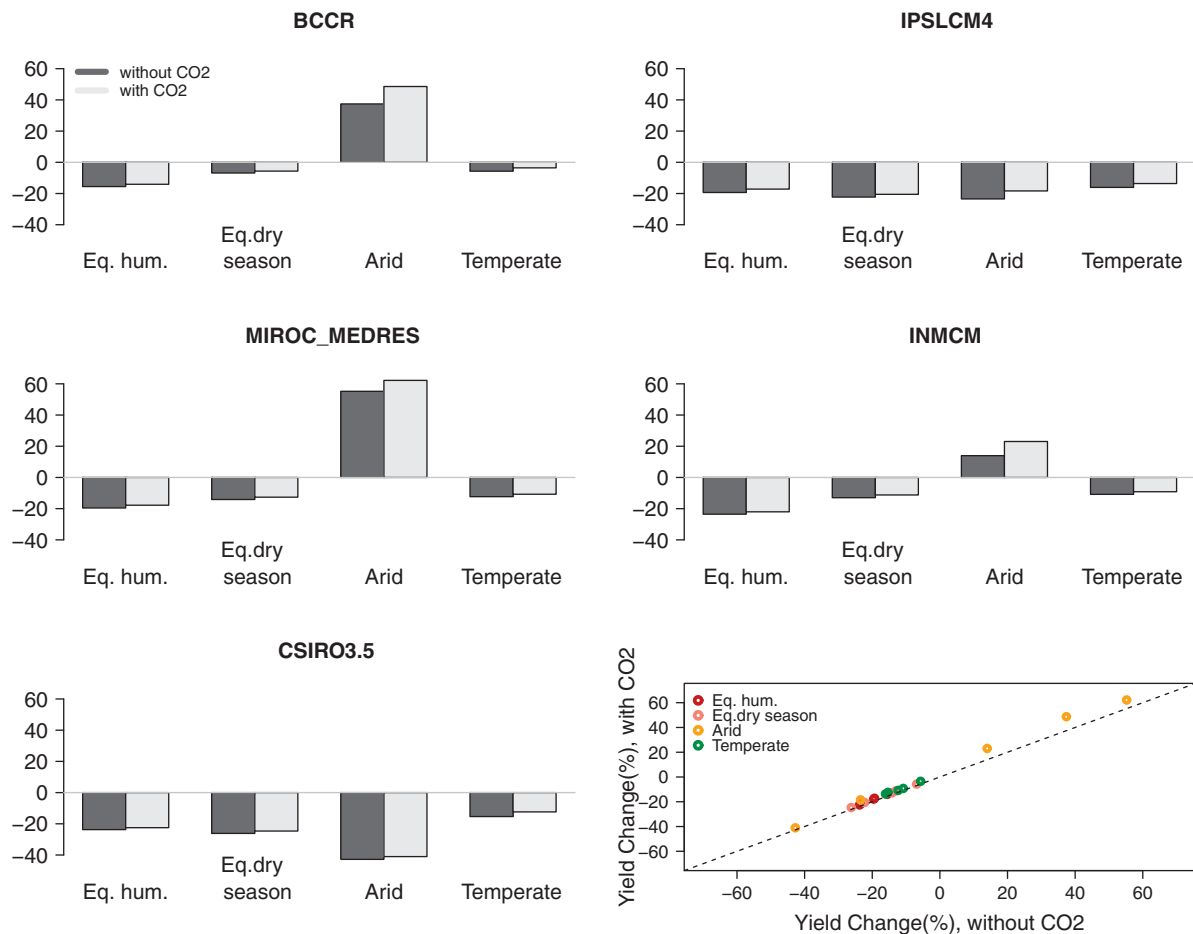 BCCR
60
40
20
0
−20
−40
without CO2
with CO2
Eq. hum.
Eq.dry
season
Arid
Temperate
IPSLCM4
60
40
20
0
−20
−40
Eq. hum.
Eq.dry
season
Arid
Temperate
MIROC_MEDRES
60
40
20
0
−20
−40
Eq. hum.
Eq.dry
season
Arid
Temperate
INMCM
60
40
20
0
−20
−40
Eq. hum.
Eq.dry
season
Arid
Temperate
CSIRO3.5
60
40
20
0
−20
−40
Eq. hum.
Eq.dry
season
Arid
Temperate
Yield Change(%), with CO2
60
40
20
0
−20
−40
−60
Eq. hum.
Eq.dry season
Arid
Temperate
−60 −40 −20 0 20 40 60
Yield Change(%), without CO2